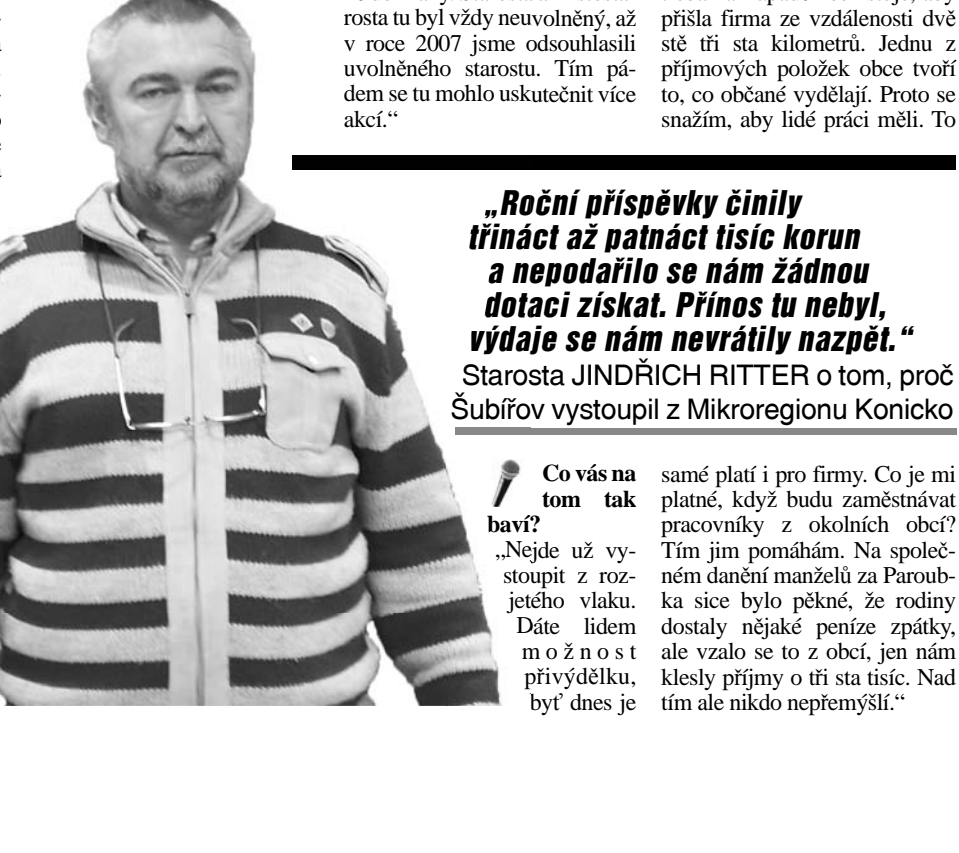 rosta tu byl vždy neuvolněný, až
v roce 2007 jsme odsouhlasili
uvolněného starostu. Tím pá-
dem se tu mohlo uskutečnit více
akcí.“
přišla firma ze vzdálenosti dvě
stě tři sta kilometrů. Jednu z
příjmových položek obce tvoří
to, co občané vydělají. Proto se
snažím, aby lidé práci měli. To
„Roční příspěvky činily
třináct až patnáct tisíc korun
a nepodařilo se nám žádnou
dotaci získat. Přínos tu nebyl,
výdaje se nám nevrátily nazpět.“
Starosta JINDŘICH RITTER o tom, proč
Šubířov vystoupil z Mikroregionu Konicko
Co vás na
tom tak
baví?
„Nejde už vy-
stoupit z roz-
jetého vlaku.
Dáte lidem
možnost
přivýdělku,
byť dnes je
samé platí i pro firmy. Co je mi
platné, když budu zaměstnávat
pracovníky z okolních obcí?
Tím jim pomáhám. Na společ-
ném danění manželů za Paroub-
ka sice bylo pěkné, že rodiny
dostaly nějaké peníze zpátky,
ale vzalo se to z obcí, jen nám
klesly příjmy o tři sta tisíc. Nad
tím ale nikdo nepřemýšlí.“